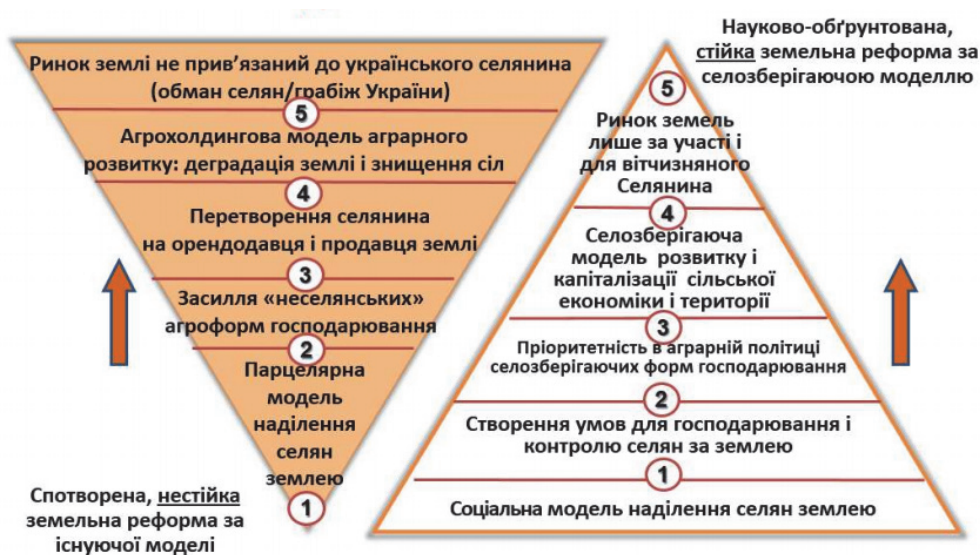 Ринок землі не прив’язаний до українського селянина
(обман селян/грабіж України)
5
Агрохолдингова модель аграрного
розвитку: деградація землі і знищення сіл
4
Перетворення селянина
на орендодавця і продавця землі
3
Засилля «неселянських»
агроформ господарювання
2
Парцелярна
модель
наділення
селян
землею
1
Спотворена, нестійка
земельна реформа за
існуючої моделі
Науково-обґрунтована,
стійка земельна реформа за
селозберігаючою моделлю
5
Ринок земель
лише за участі і
для вітчизняного
Селянина
4
Селозберігаюча
модель розвитку і
капіталізації сільської
економіки і території
3
Пріоритетність в аграрній політиці
селозберігаючих форм господарювання
2
Створення умов для господарювання і
контролю селян за землею
1
Соціальна модель наділення селян землею